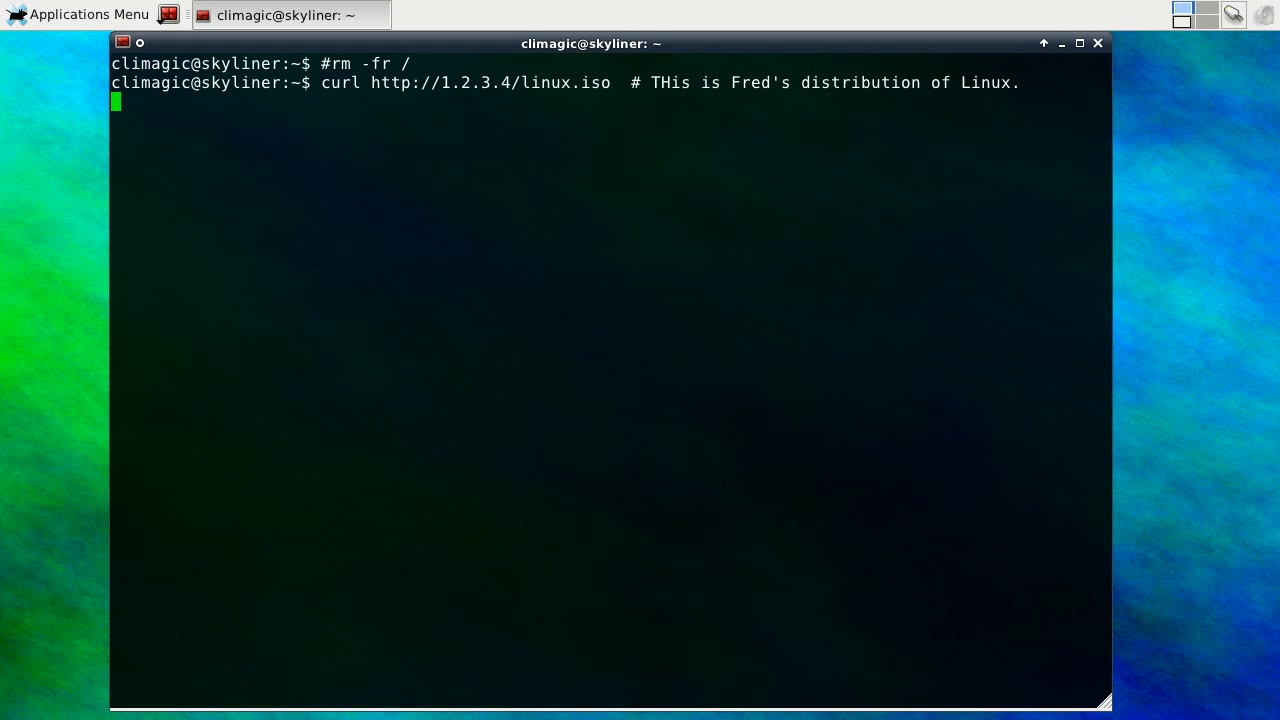 Applications Menu
climagic@skyliner: ~
climagic@skyliner: ~
climagic@skyliner:~$ #rm -fr /
climagic@skyliner:~$ curl http://1.2.3.4/linux.iso  # THis is Fred's distribution of Linux.